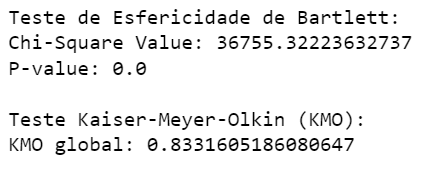 Teste de Esfericidade de Bartlett:
Chi-Square Value: 36755.32223632737
P-value: 0.0
Teste Kaiser-Meyer-Olkin (KMO):
KMO global: 0.8331605186080647